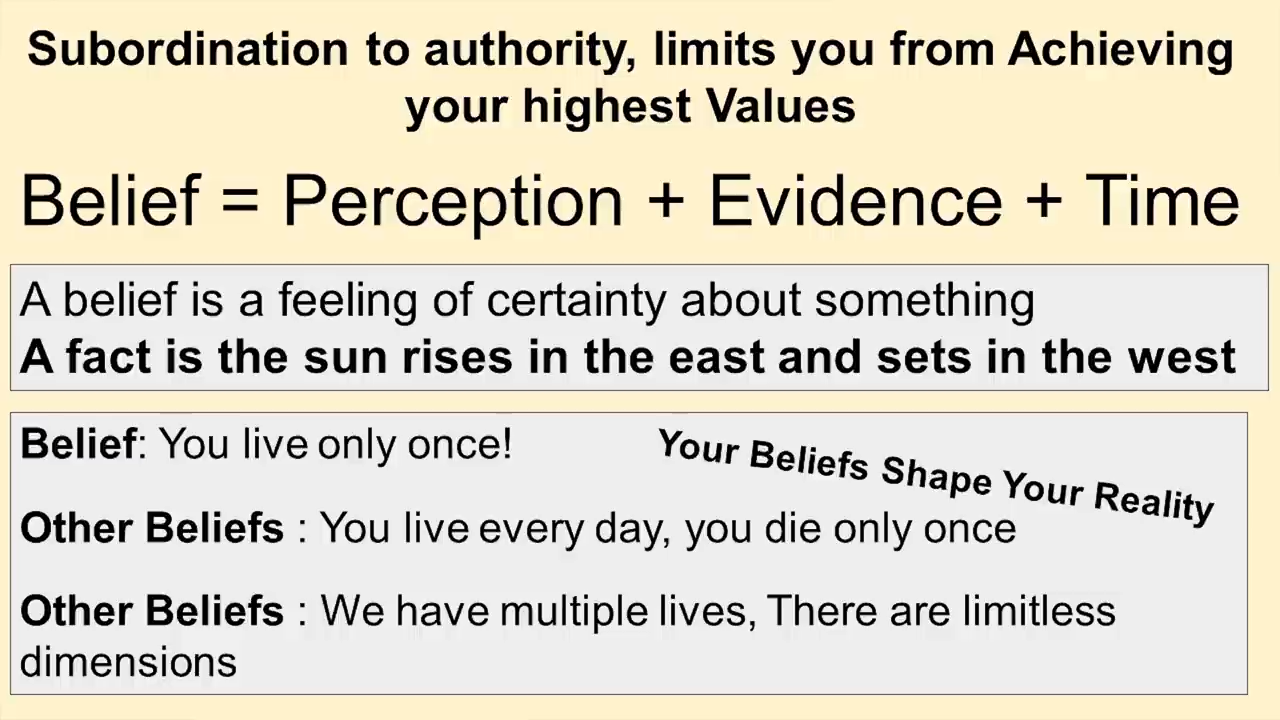 Subordination to authority, limits you from Achieving
your highest Values
Belief = Perception + Evidence + Time
A belief is a feeling of certainty about something
A fact is the sun rises in the east and sets in the west
Belief: You live only once!
Your Beliefs Shape Your Reality
Other Beliefs : You live every day, you die only once
Other Beliefs : We have multiple lives, There are limitless
dimensions